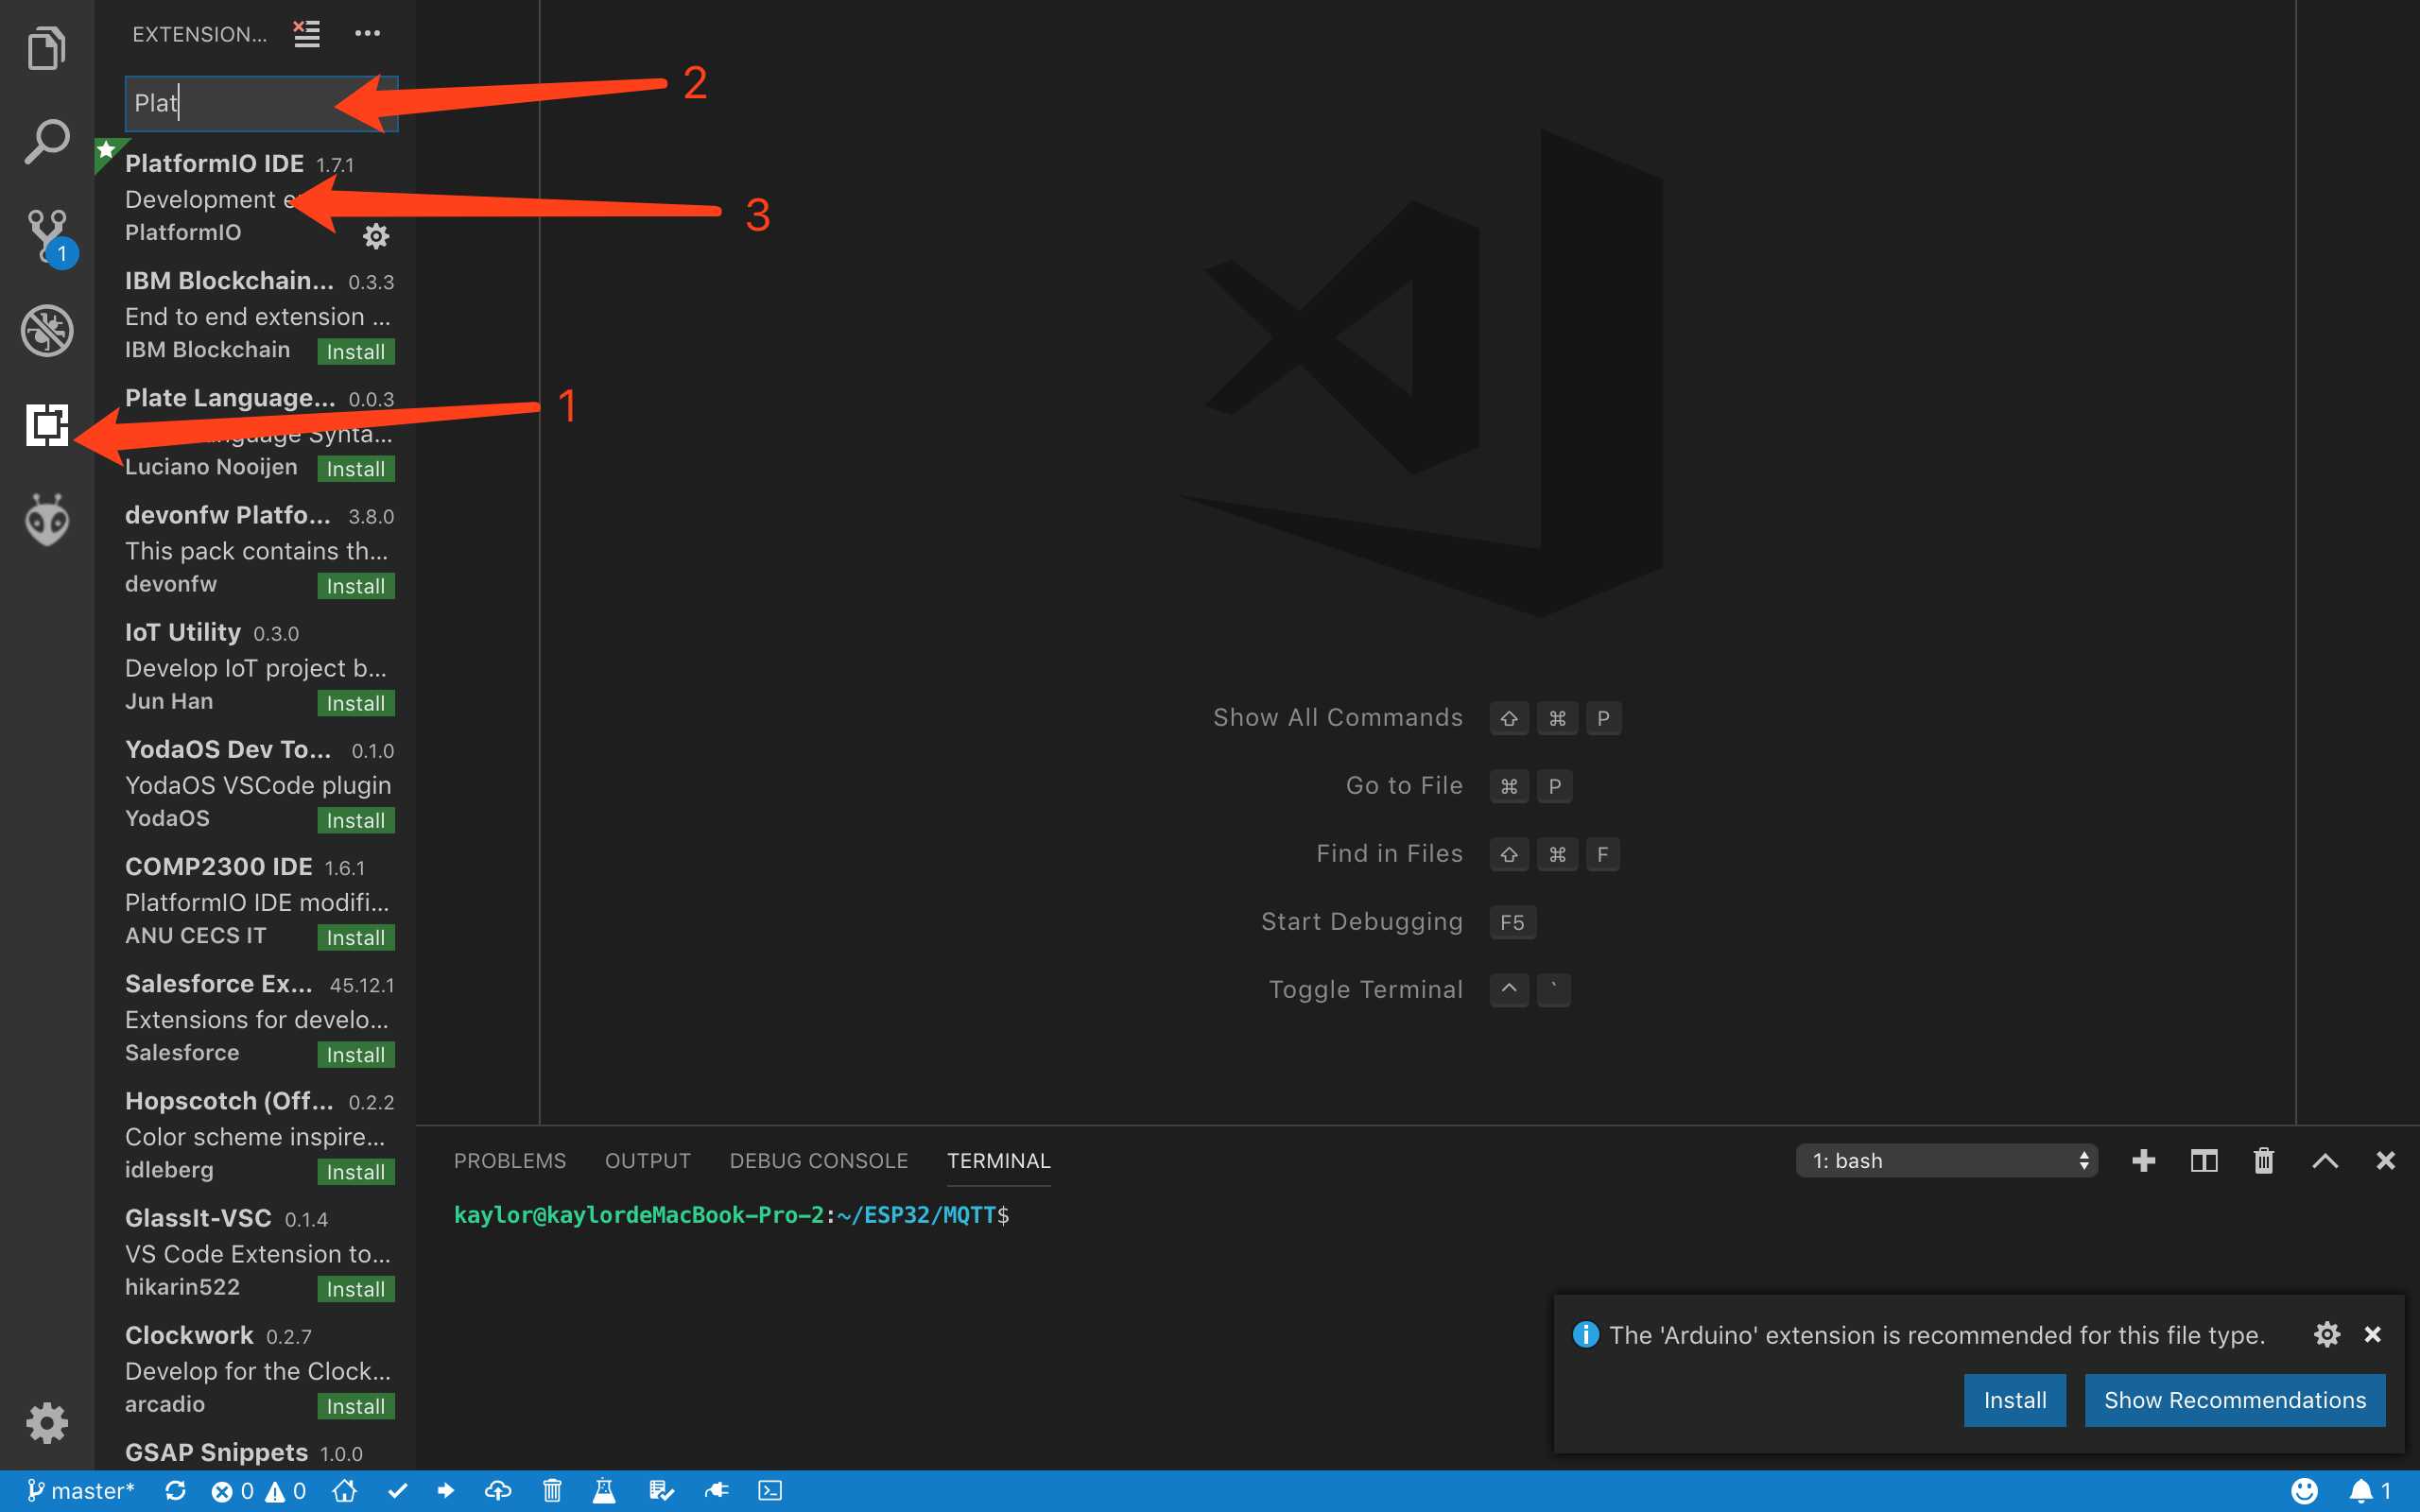 EXTENSION...
Plat
2
PlatformIO IDE 1.7.1
Development
PlatformIO
3
IBM Blockchain... 0.3.3
End to end extension ...
IBM Blockchain Install
Plate Language... 0.0.3
Synta...
Luciano Nooijen Install
1
1
devonfw Platfo... 3.8.0
This pack contains th...
devonfw Install
IoT Utility 0.3.0
Develop IoT project b...
Jun Han Install
YodaOS Dev To... 0.1.0
YodaOS VSCode plugin
YodaOS Install
COMP2300 IDE 1.6.1
PlatformIO IDE modifi...
ANU CECS IT Install
Salesforce Ex... 45.12.1
Extensions for develo...
Salesforce Install
Hopscotch (Off... 0.2.2
Color scheme inspire...
idleberg Install
GlassIt-VSC 0.1.4
VS Code Extension to...
hikarin522 Install
Clockwork 0.2.7
Develop for the Clock...
arcadio Install
GSAP Snippets 1.0.0
Show All Commands ⇧ ⌘ P
Go to File ⌘ P
Find in Files ⇧ ⌘ F
Start Debugging F5
Toggle Terminal ^ `
PROBLEMS OUTPUT DEBUG CONSOLE TERMINAL 1: bash
kaylor@kaylordeMacBook-Pro-2:~/ESP32/MQTT$
The 'Arduino' extension is recommended for this file type.
Install Show Recommendations
master* 0 0 1